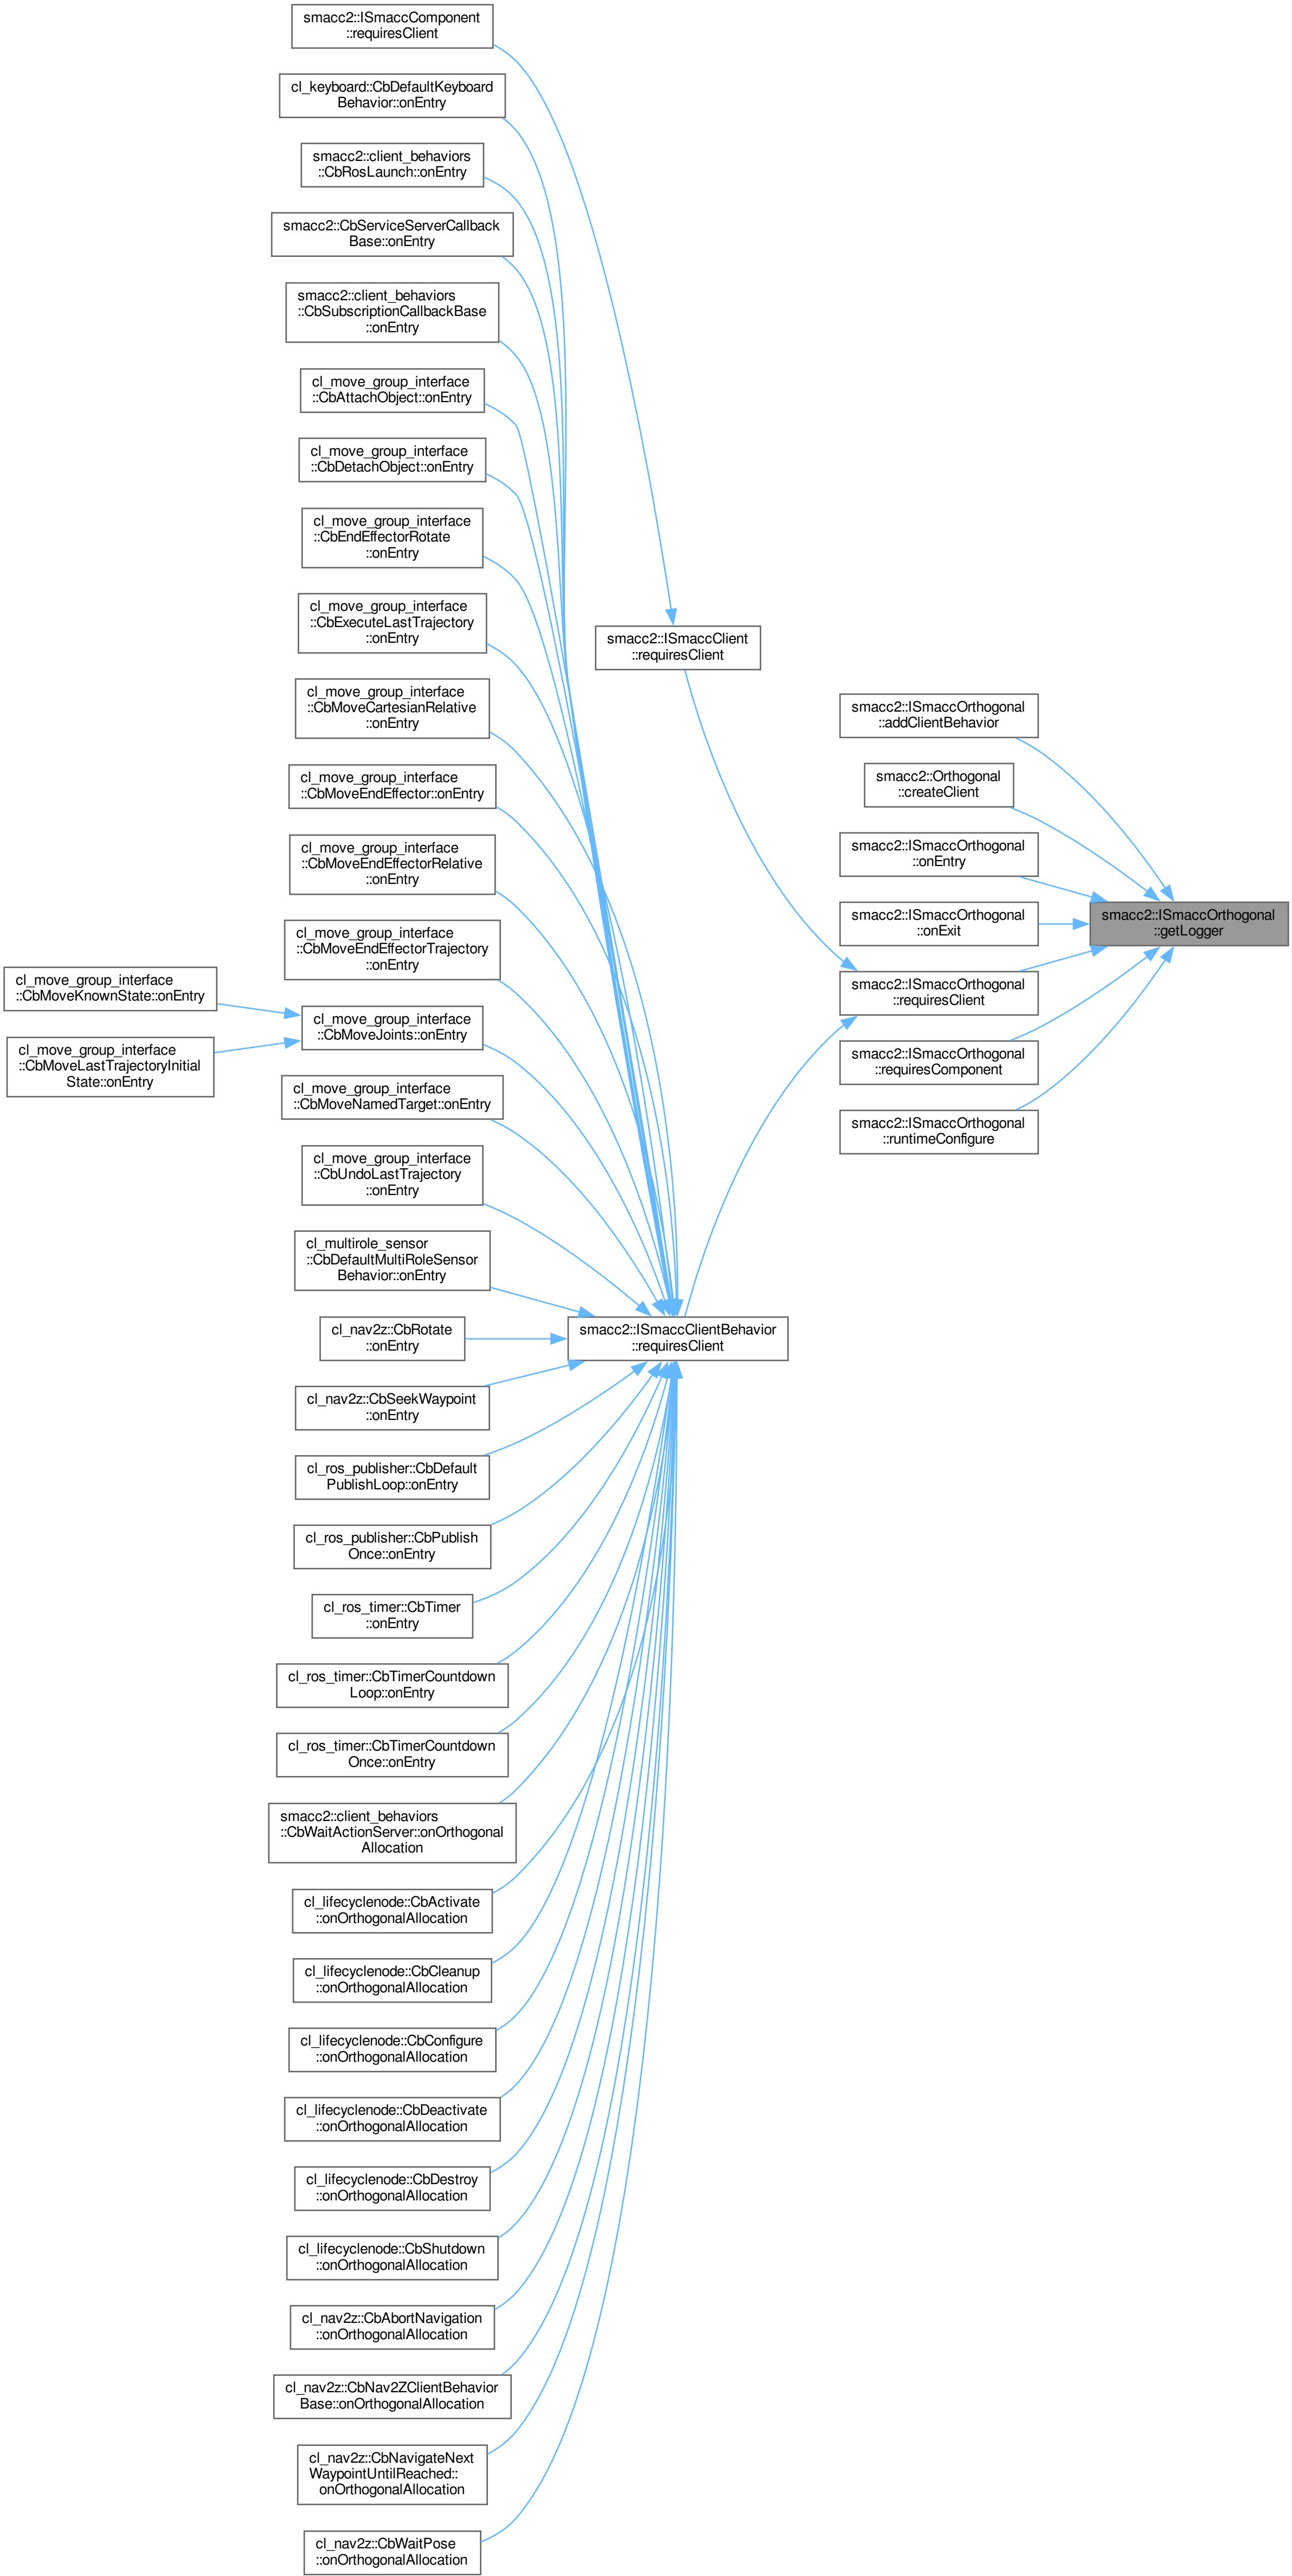 smacc2::ISmaccComponent
::requiresClient
cl_keyboard::CbDefaultKeyboard
Behavior::onEntry
smacc2::client_behaviors
::CbRosLaunch::onEntry
smacc2::CbServiceServerCallback
Base::onEntry
smacc2::client_behaviors
::CbSubscriptionCallbackBase
::onEntry
cl_move_group_interface
::CbAttachObject::onEntry
cl_move_group_interface
::CbDetachObject::onEntry
cl_move_group_interface
::CbEndEffectorRotate
::onEntry
cl_move_group_interface
::CbExecuteLastTrajectory
::onEntry
cl_move_group_interface
::CbMoveCartesianRelative
::onEntry
cl_move_group_interface
::CbMoveEndEffector::onEntry
cl_move_group_interface
::CbMoveEndEffectorRelative
::onEntry
cl_move_group_interface
::CbMoveEndEffectorTrajectory
::onEntry
cl_move_group_interface
::CbMoveKnownState::onEntry
cl_move_group_interface
::CbMoveLastTrajectoryInitial
State::onEntry
cl_move_group_interface
::CbMoveJoints::onEntry
cl_move_group_interface
::CbMoveNamedTarget::onEntry
cl_move_group_interface
::CbUndoLastTrajectory
::onEntry
cl_multirole_sensor
::CbDefaultMultiRoleSensor
Behavior::onEntry
cl_nav2z::CbRotate
::onEntry
cl_nav2z::CbSeekWaypoint
::onEntry
cl_ros_publisher::CbDefault
PublishLoop::onEntry
cl_ros_publisher::CbPublish
Once::onEntry
cl_ros_timer::CbTimer
::onEntry
cl_ros_timer::CbTimerCountdown
Loop::onEntry
cl_ros_timer::CbTimerCountdown
Once::onEntry
smacc2::client_behaviors
::CbWaitActionServer::onOrthogonal
Allocation
cl_lifecyclenode::CbActivate
::onOrthogonalAllocation
cl_lifecyclenode::CbCleanup
::onOrthogonalAllocation
cl_lifecyclenode::CbConfigure
::onOrthogonalAllocation
cl_lifecyclenode::CbDeactivate
::onOrthogonalAllocation
cl_lifecyclenode::CbDestroy
::onOrthogonalAllocation
cl_lifecyclenode::CbShutdown
::onOrthogonalAllocation
cl_nav2z::CbAbortNavigation
::onOrthogonalAllocation
cl_nav2z::CbNav2ZClientBehavior
Base::onOrthogonalAllocation
cl_nav2z::CbNavigateNext
WaypointUntilReached::
onOrthogonalAllocation
cl_nav2z::CbWaitPose
::onOrthogonalAllocation
smacc2::ISmaccClient
::requiresClient
smacc2::ISmaccClientBehavior
::requiresClient
smacc2::ISmaccOrthogonal
::addClientBehavior
smacc2::Orthogonal
::createClient
smacc2::ISmaccOrthogonal
::onEntry
smacc2::ISmaccOrthogonal
::onExit
smacc2::ISmaccOrthogonal
::requiresClient
smacc2::ISmaccOrthogonal
::requiresComponent
smacc2::ISmaccOrthogonal
::runtimeConfigure
smacc2::ISmaccOrthogonal
::getLogger